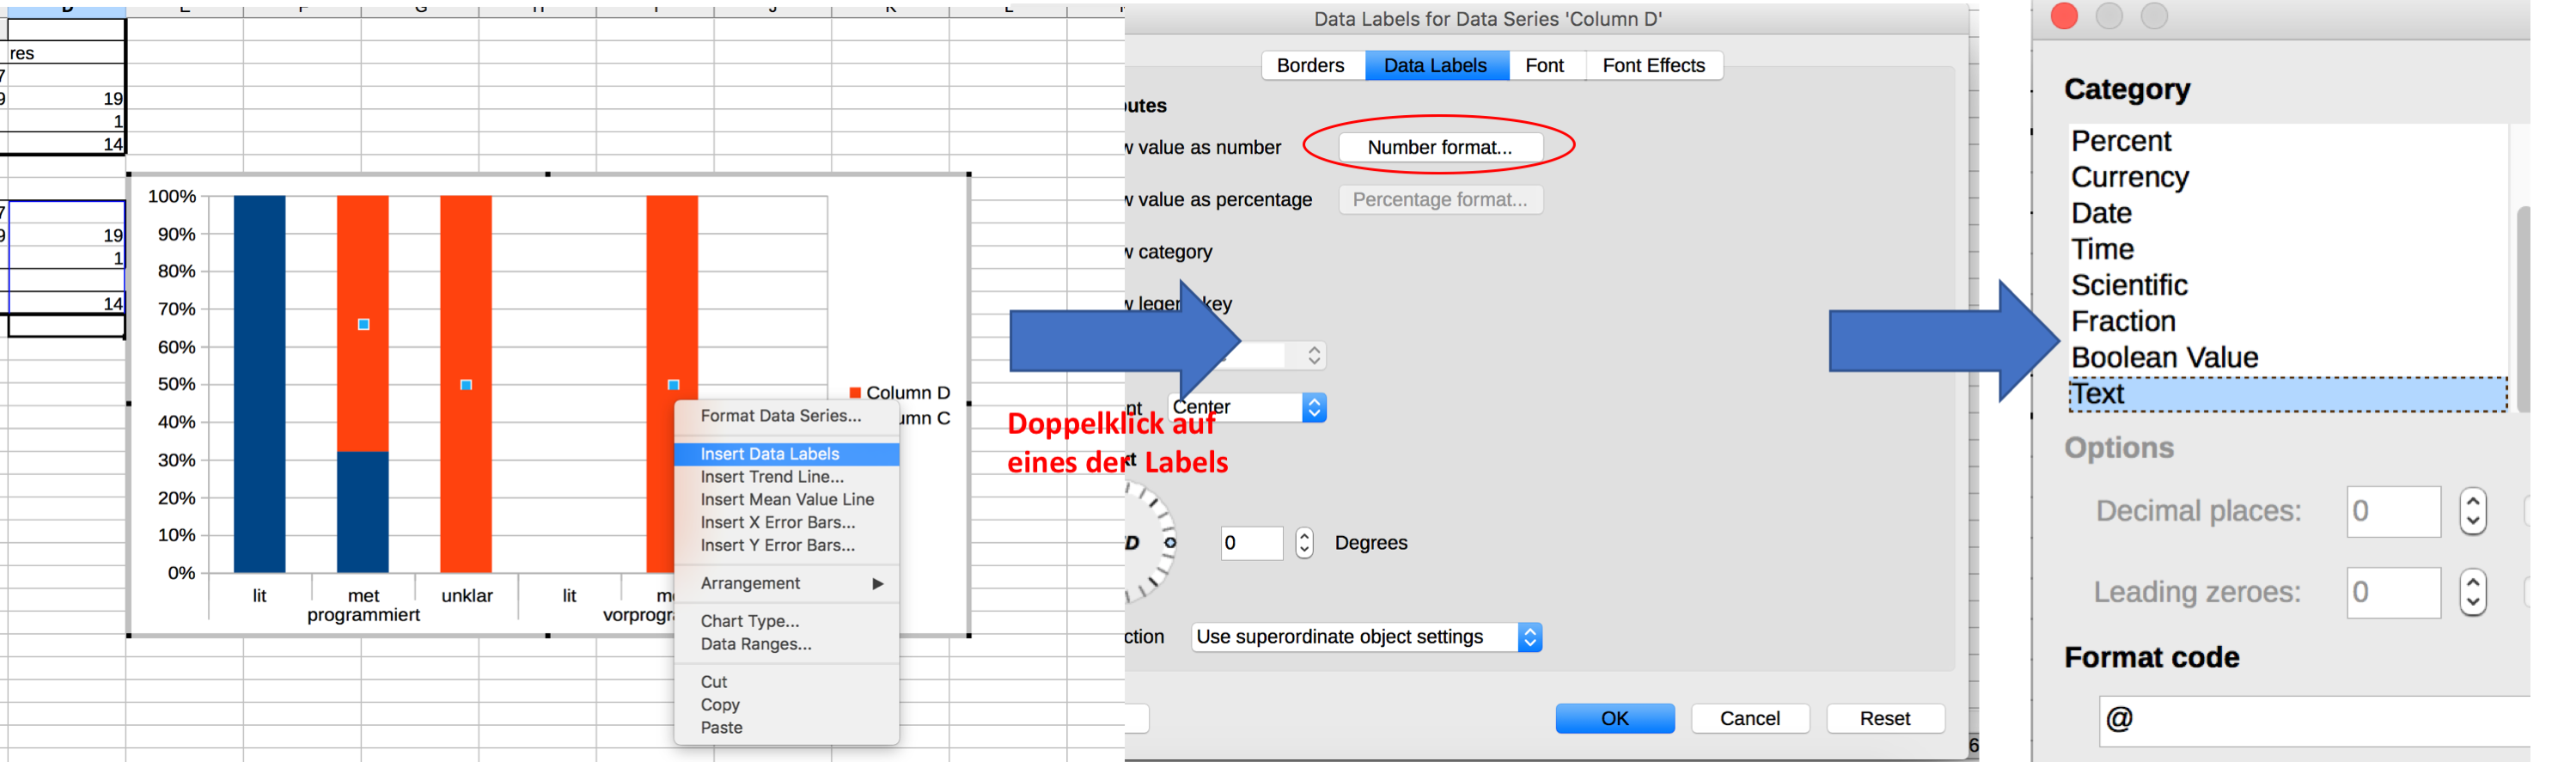 D E F G H I J K L
res
7
9 19
1
14
7
9 19
1
14
100%
90%
80%
70%
60%
50%
40%
30%
20%
10%
0%
lit met unklar lit
programmiert
Column D
umn C
Format Data Series...
Insert Data Labels
Insert Trend Line...
Insert Mean Value Line
Insert X Error Bars...
Insert Y Error Bars...
Arrangement
Chart Type...
Data Ranges...
Cut
Copy
Paste
Doppelklick auf
eines der Labels
Data Labels for Data Series 'Column D'
Borders Data Labels Font Font Effects
utes
w value as number Number format...
w value as percentage Percentage format...
w category
w legend key
nt Center
xt
D 0 Degrees
ction Use superordinate object settings
OK Cancel Reset
6
Category
Percent
Currency
Date
Time
Scientific
Fraction
Boolean Value
Text
Options
Decimal places: 0
Leading zeroes: 0
Format code
@